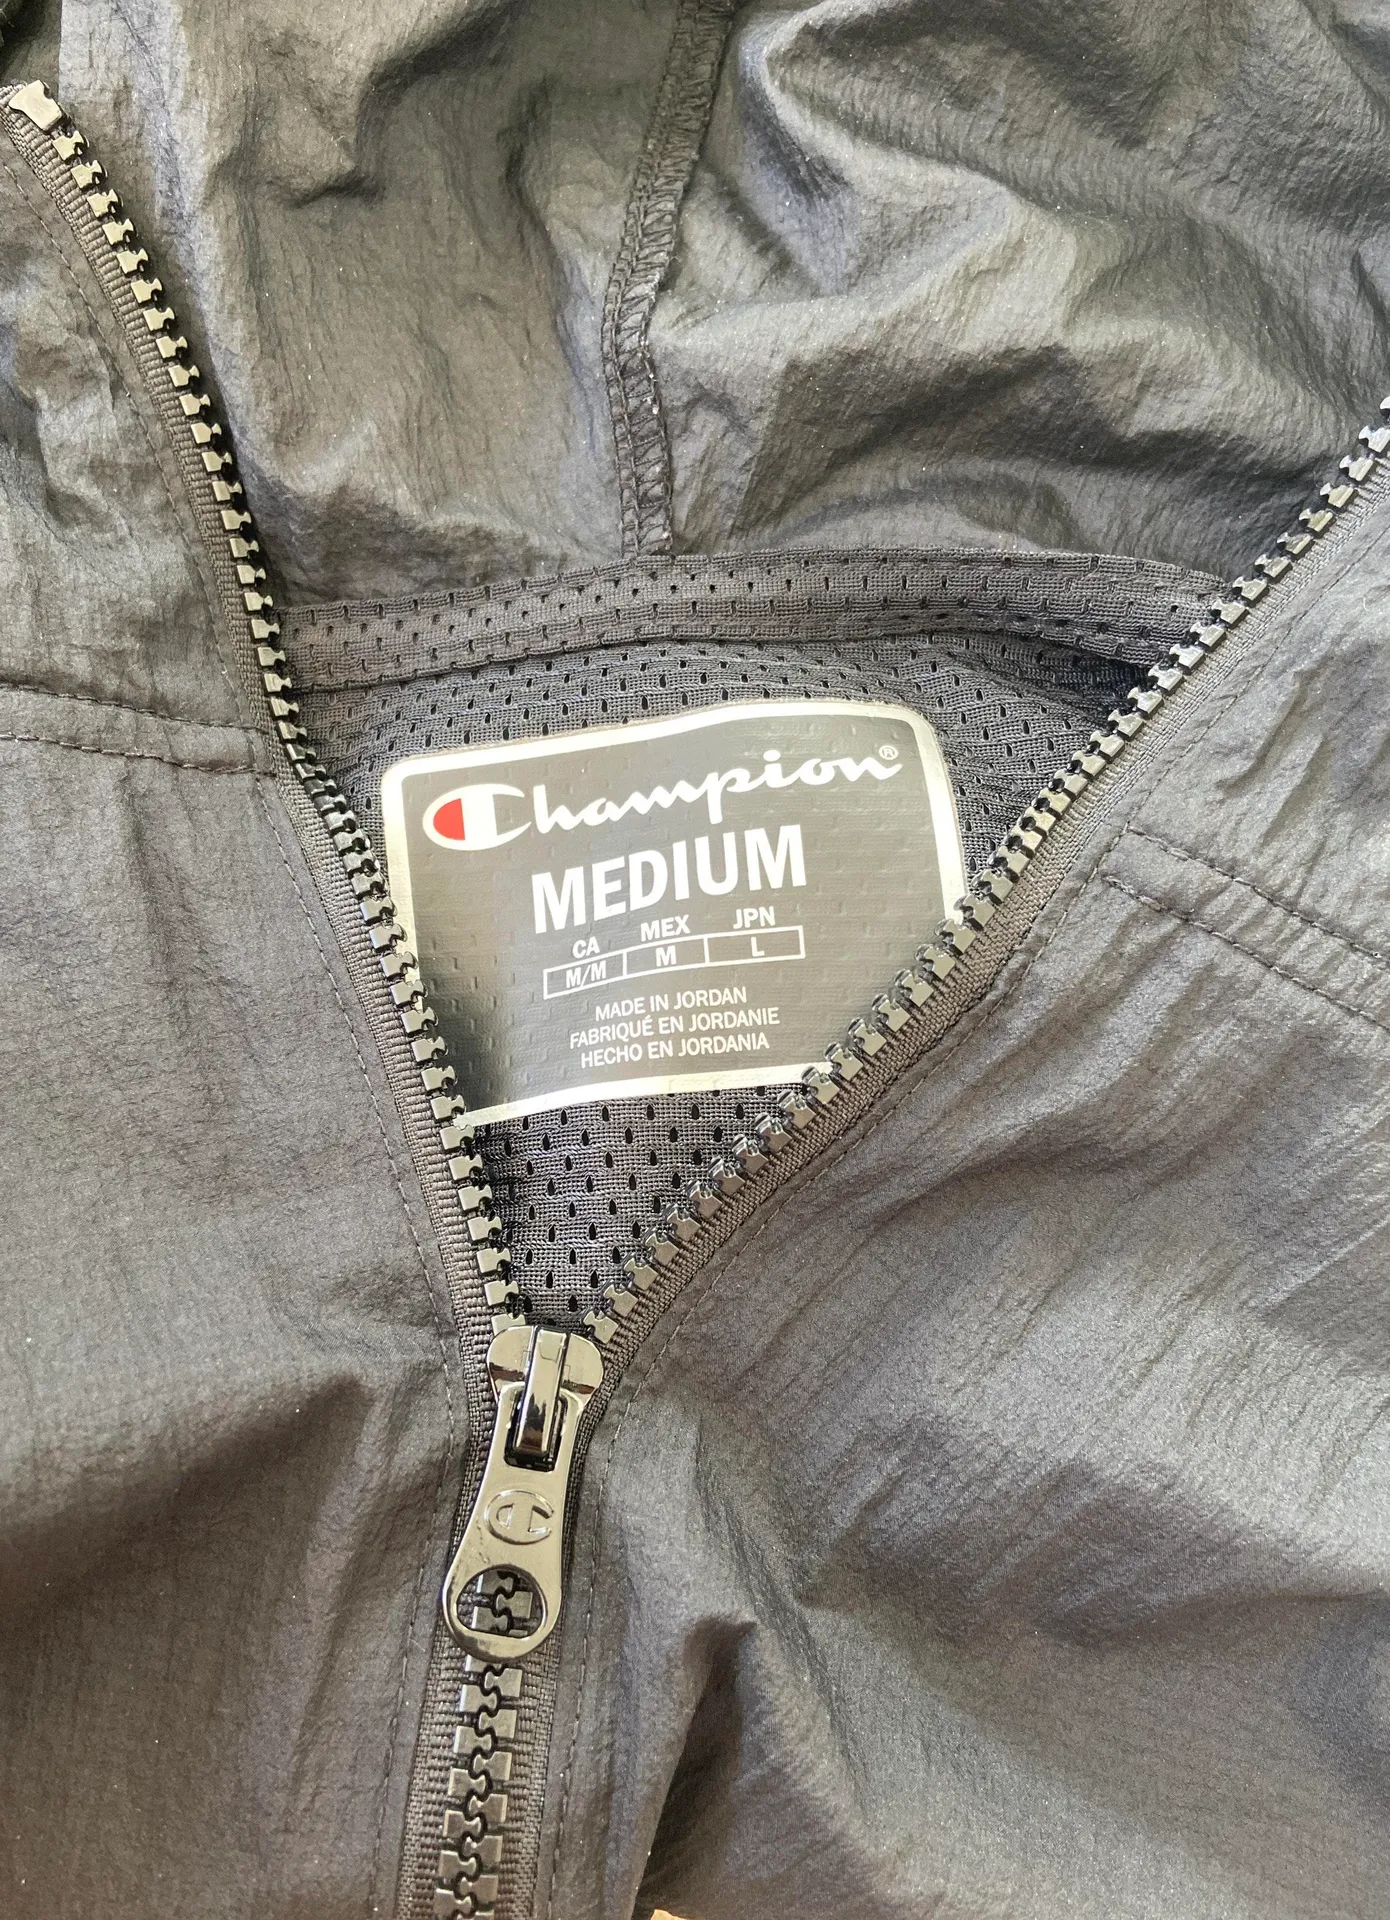 Champion®
MEDIUM
CA MEX JPN
M/M M L
MADE IN JORDAN
FABRIQUÉ EN JORDANIE
HECHO EN JORDANIA